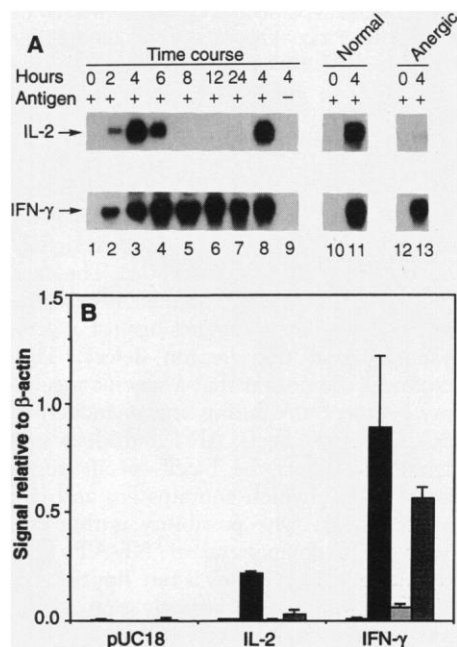 A
Time course
Normal
Anergic
Hours 0 2 4 6 8 12 24 4 4 0 4 0 4
Antigen + + + + + + + + − + + + +
IL-2
IFN-γ
1 2 3 4 5 6 7 8 9 10 11 12 13
B
Signal relative to β-actin
1.5
1.0
0.5
0.0
pUC18 IL-2 IFN-γ